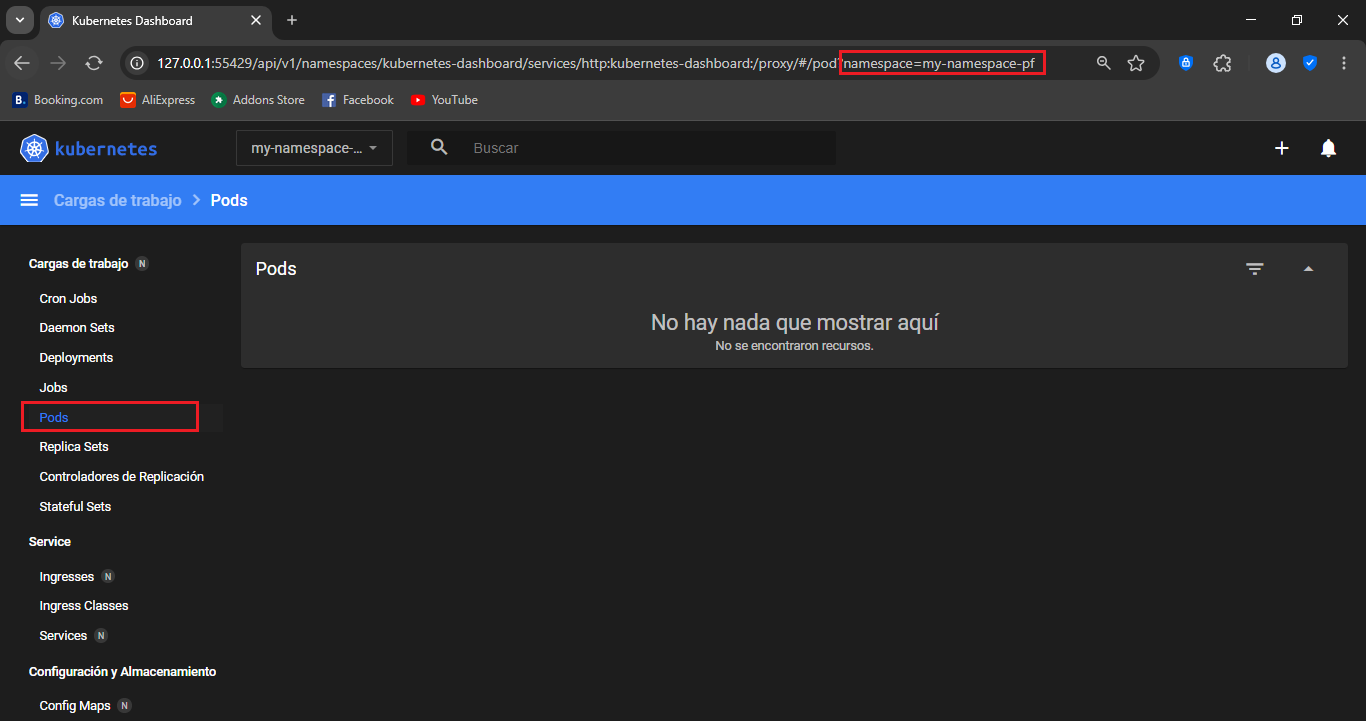 Kubernetes Dashboard
127.0.0.1:55429/api/v1/namespaces/kubernetes-dashboard/services/http:kubernetes-dashboard:/proxy/#/pod?namespace=my-namespace-pf
B. Booking.com AliExpress Addons Store Facebook YouTube
kubernetes my-namespace-... Buscar
Cargas de trabajo > Pods
Cargas de trabajo N
Pods
Cron Jobs
No hay nada que mostrar aquí
Daemon Sets
No se encontraron recursos.
Deployments
Jobs
Pods
Replica Sets
Controladores de Replicación
Stateful Sets
Service
Ingresses N
Ingress Classes
Services N
Configuración y Almacenamiento
Config Maps N